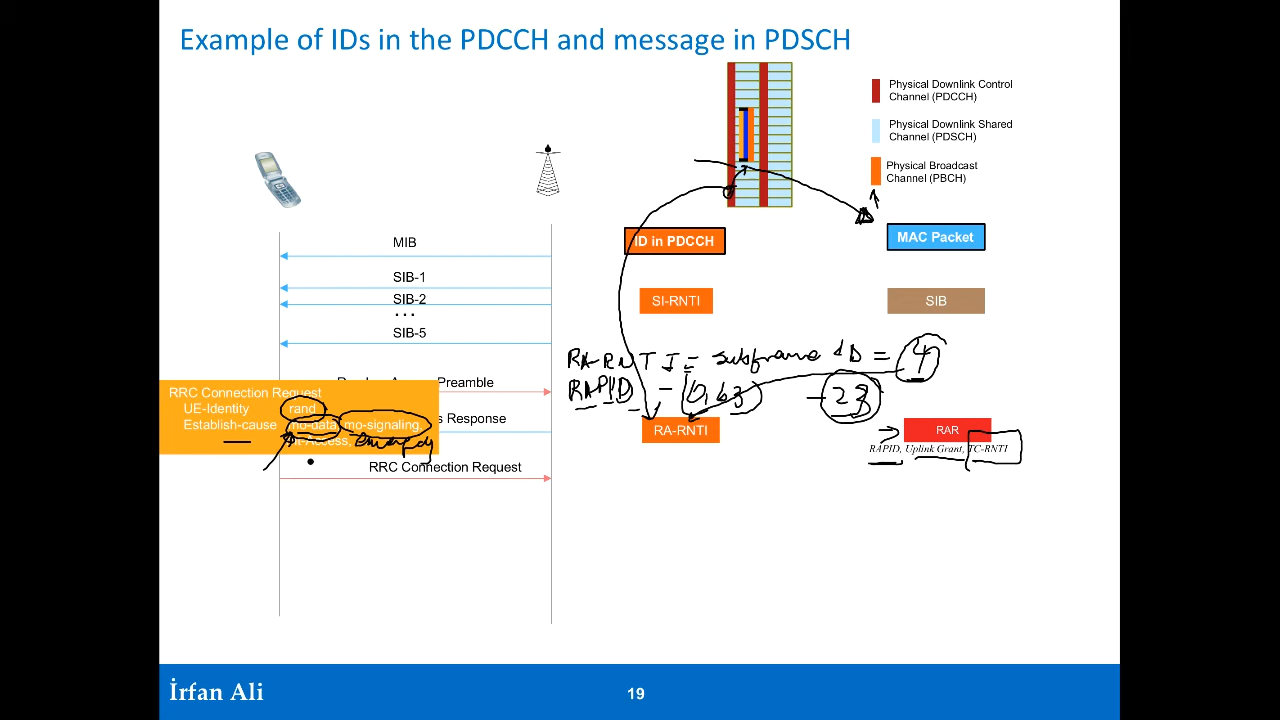 Example of IDs in the PDCCH and message in PDSCH
Physical Downlink Control
Channel (PDCCH)
Physical Downlink Shared
Channel (PDSCH)
Physical Broadcast
Channel (PBCH)
ID in PDCCH
MAC Packet
MIB
SIB-1
SIB-2
...
SIB-5
SI-RNTI
SIB
RA-RNTI = subframe ID = 4
RAPID - [0,63) - 23
Preamble
RRC Connection Request
UE-Identity rand
Establish-cause mo-data, mo-signaling,
Access,
s Response
RRC Connection Request
RA-RNTI
RAR
RAPID, Uplink Grant, TC-RNTI
İrfan Ali
19